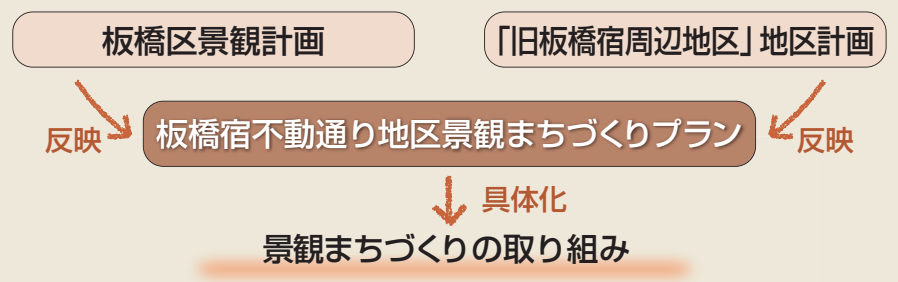 板橋区景観計画
「旧板橋宿周辺地区」地区計画
反映
板橋宿不動通り地区景観まちづくりプラン
反映
具体化
景観まちづくりの取り組み